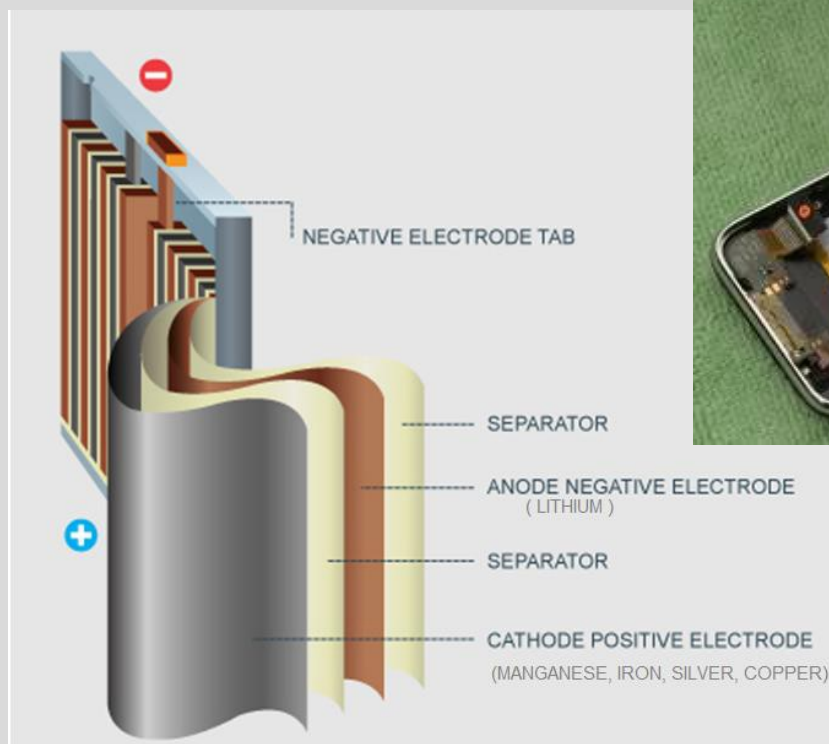 NEGATIVE ELECTRODE TAB
SEPARATOR
ANODE NEGATIVE ELECTRODE
( LITHIUM )
SEPARATOR
CATHODE POSITIVE ELECTRODE
(MANGANESE, IRON, SILVER, COPPER)